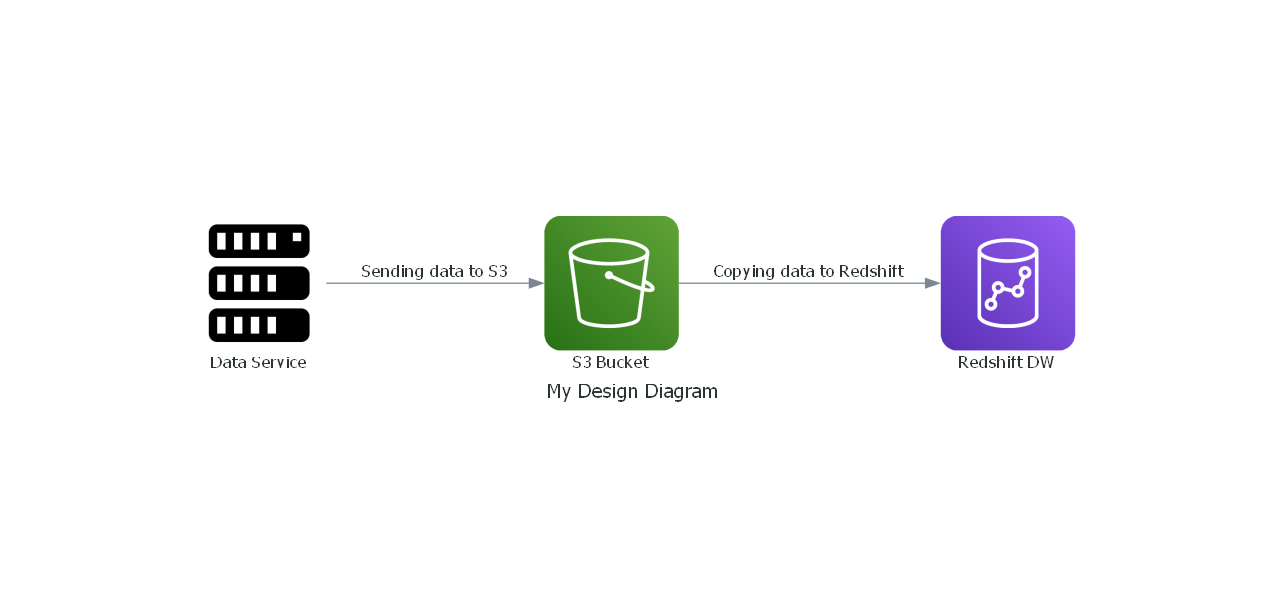 Sending data to S3
Copying data to Redshift
Data Service
S3 Bucket
Redshift DW
My Design Diagram